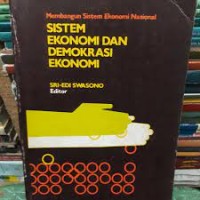 Membangun Sistem Ekonomi Nasional
SISTEM
EKONOMI DAN
DEMOKRASI
EKONOMI
SRI-EDI SWASONO
Editor